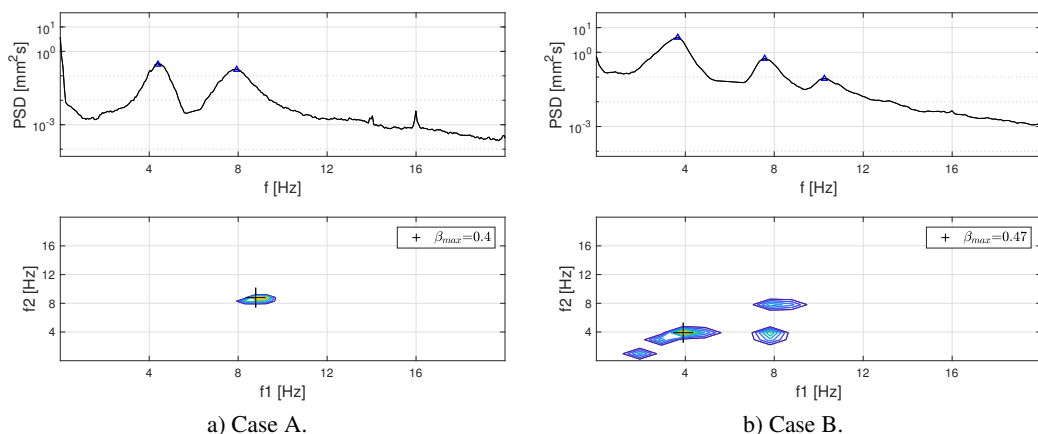 10^1
10^0
10^-3
PSD [mm^2s]
4 8 12 16
f [Hz]
10^1
10^0
10^-3
PSD [mm^2s]
4 8 12 16
f [Hz]
16
12
8
4
f2 [Hz]
β_max=0.4
4 8 12 16
f1 [Hz]
16
12
8
4
f2 [Hz]
β_max=0.47
4 8 12 16
f1 [Hz]
a) Case A.
b) Case B.